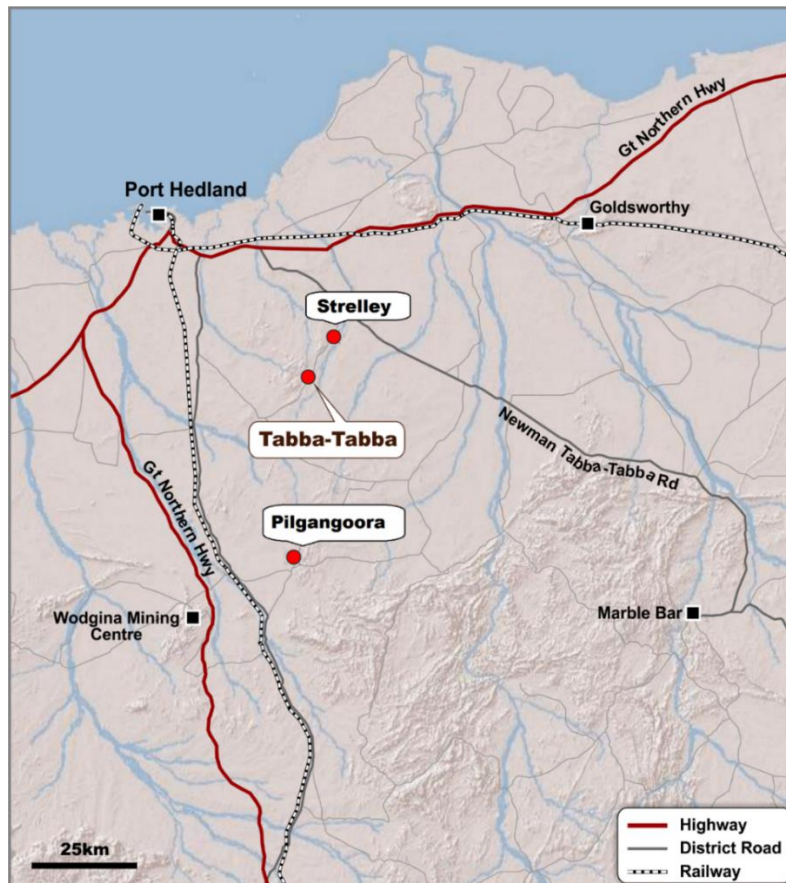 Gt Northern Hwy
Port Hedland
Goldsworthy
Strelley
Tabba-Tabba
Newman Tabba-Tabba Rd
Gt Northern Hwy
Pilgangoora
Wodgina Mining
Centre
Marble Bar
25km
Highway
District Road
Railway